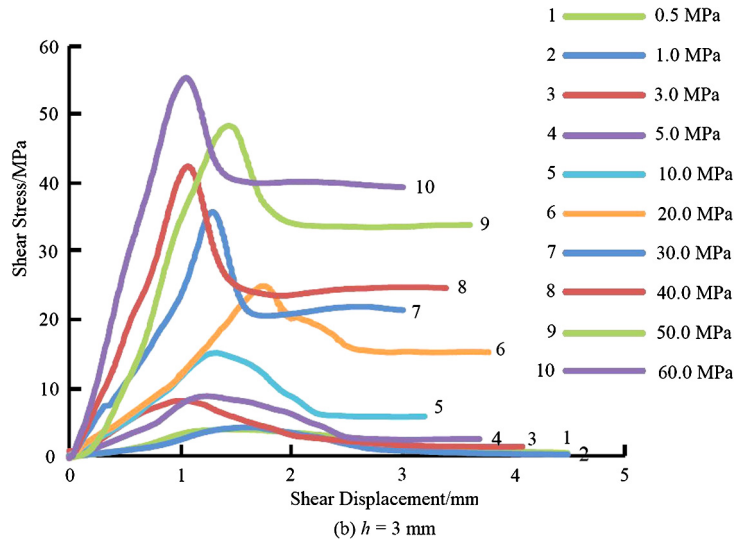 1 0.5 MPa
2 1.0 MPa
3 3.0 MPa
4 5.0 MPa
5 10.0 MPa
6 20.0 MPa
7 30.0 MPa
8 40.0 MPa
9 50.0 MPa
10 60.0 MPa
Shear Stress/MPa
60
50
40
30
20
10
0
10
9
8
7
6
5
4 3 1
2
0 1 2 3 4 5
Shear Displacement/mm
(b) h = 3 mm